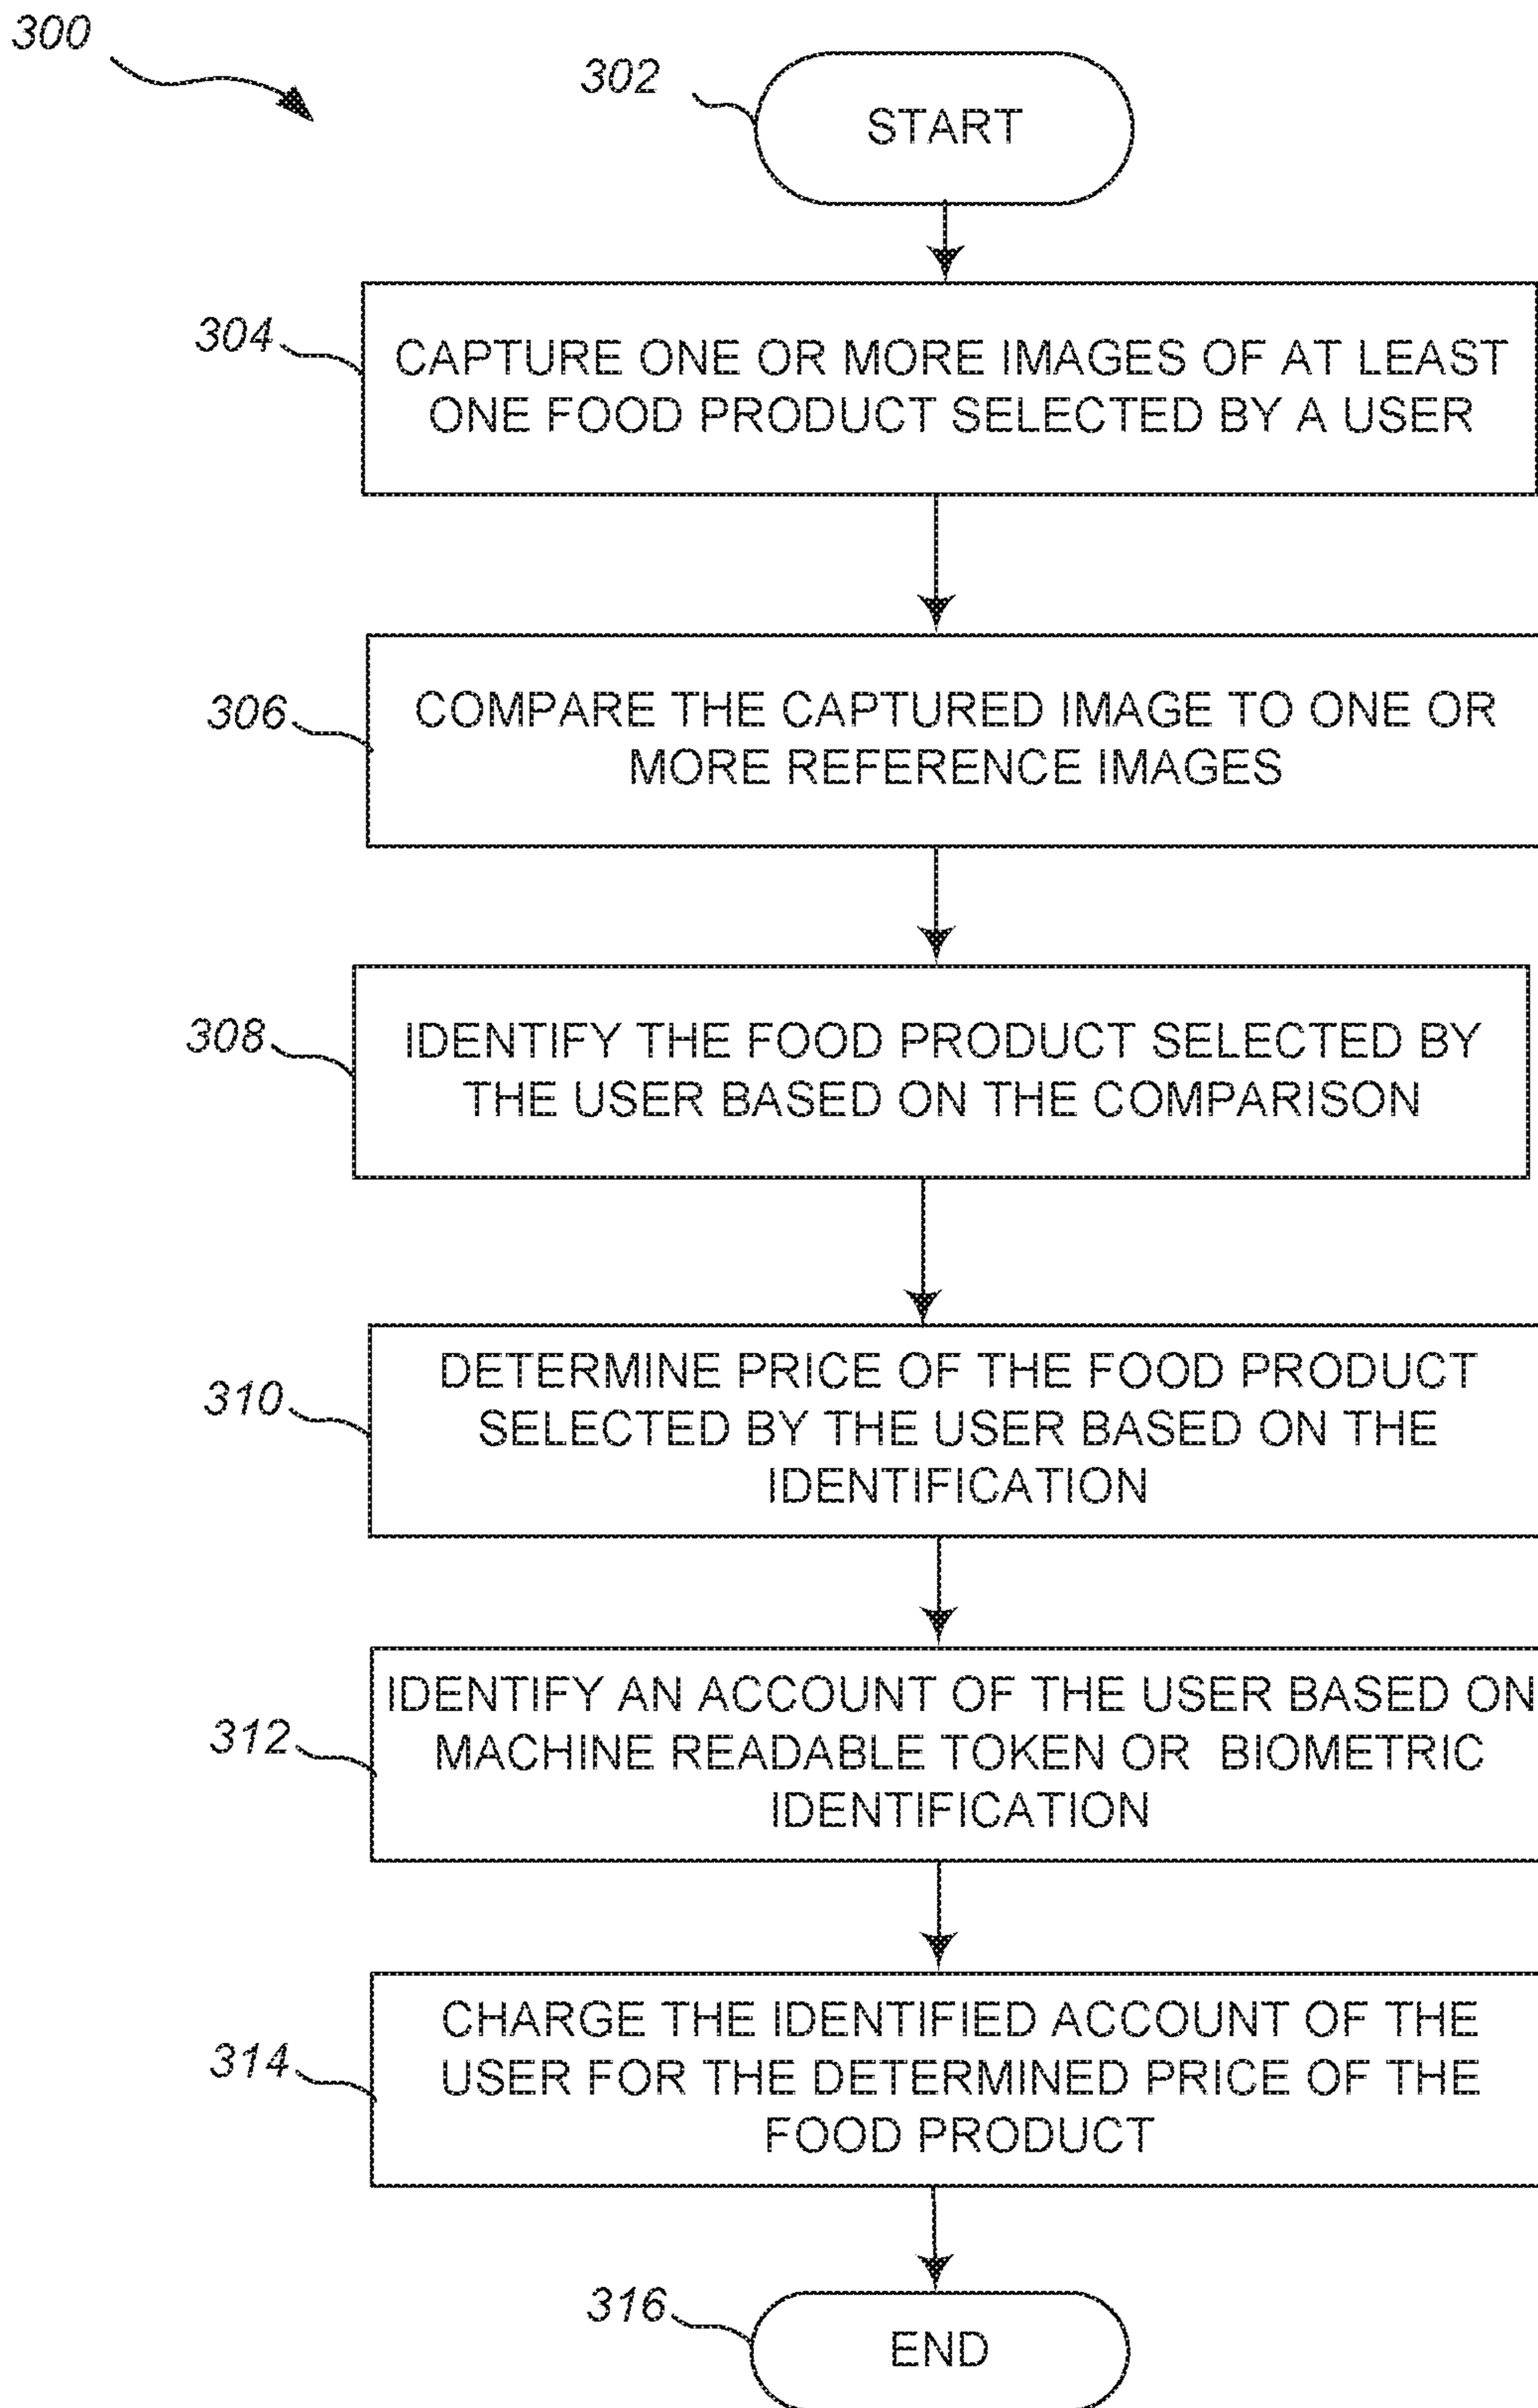 300
302
START
304
CAPTURE ONE OR MORE IMAGES OF AT LEAST
ONE FOOD PRODUCT SELECTED BY A USER
306
COMPARE THE CAPTURED IMAGE TO ONE OR
MORE REFERENCE IMAGES
308
IDENTIFY THE FOOD PRODUCT SELECTED BY
THE USER BASED ON THE COMPARISON
310
DETERMINE PRICE OF THE FOOD PRODUCT
SELECTED BY THE USER BASED ON THE
IDENTIFICATION
312
IDENTIFY AN ACCOUNT OF THE USER BASED ON
MACHINE READABLE TOKEN OR BIOMETRIC
IDENTIFICATION
314
CHARGE THE IDENTIFIED ACCOUNT OF THE
USER FOR THE DETERMINED PRICE OF THE
FOOD PRODUCT
316
END